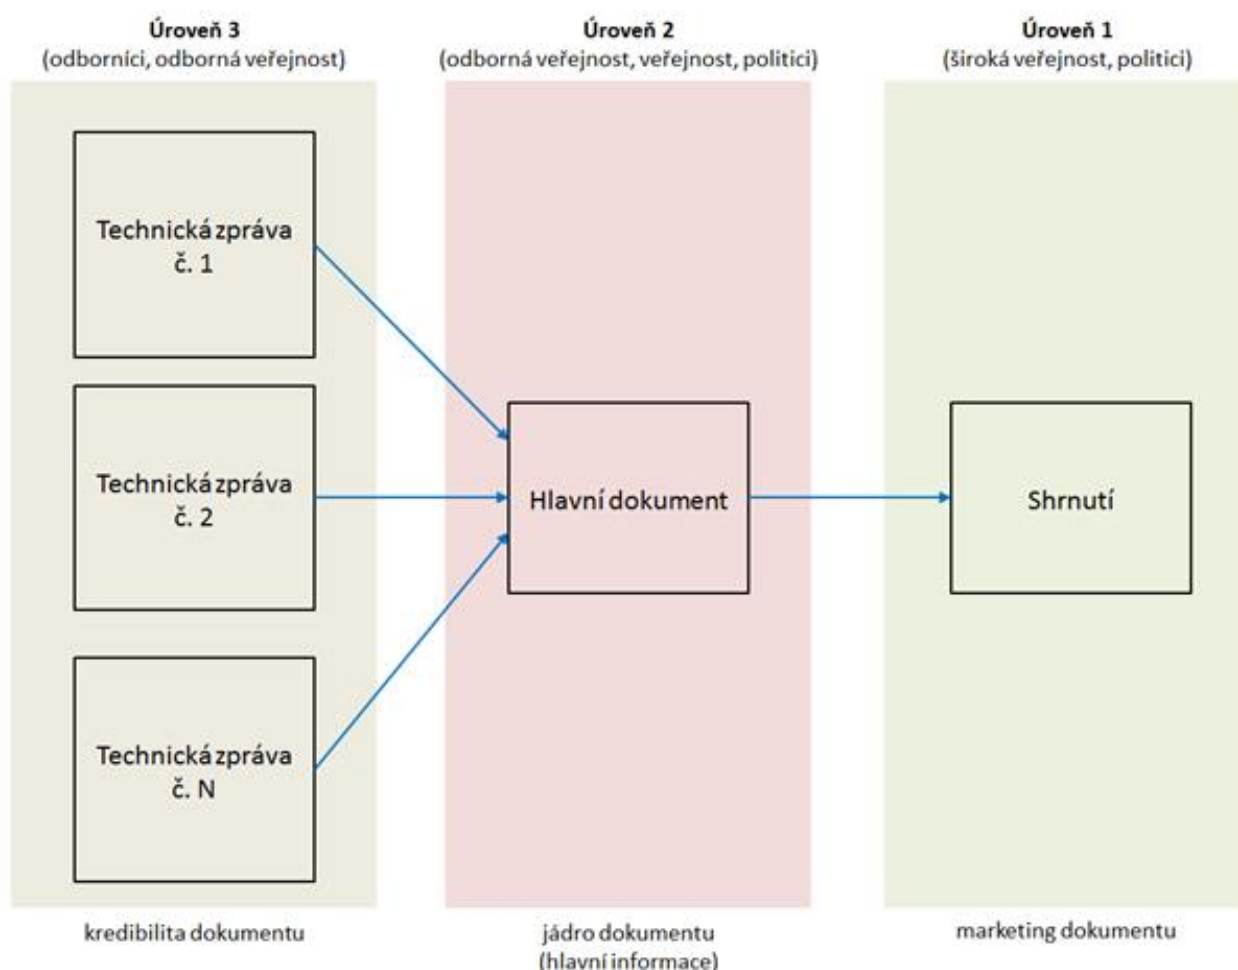 Úroveň 3
(odborníci, odborná veřejnost)
Technická zpráva
č. 1
Technická zpráva
č. 2
Technická zpráva
č. N
kredibilita dokumentu
Úroveň 2
(odborná veřejnost, veřejnost, politici)
Hlavní dokument
jádro dokumentu
(hlavní informace)
Úroveň 1
(široká veřejnost, politici)
Shrnutí
marketing dokumentu